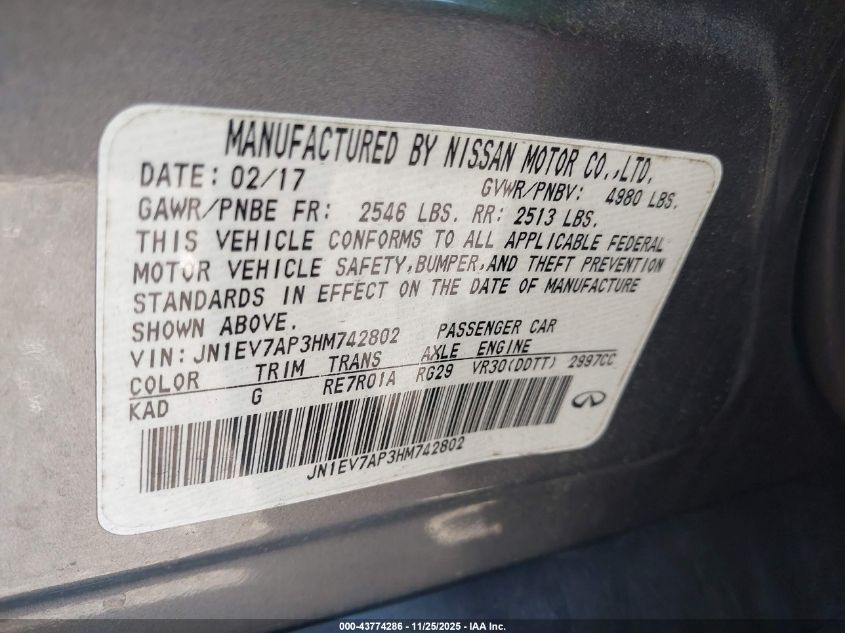 MANUFACTURED BY NISSAN MOTOR CO.,LTD.
DATE: 02/17 GVWR/PNBV: 4980 LBS.
GAWR/PNBE FR: 2546 LBS. RR: 2513 LBS.
THIS VEHICLE CONFORMS TO ALL APPLICABLE FEDERAL
MOTOR VEHICLE SAFETY,BUMPER,AND THEFT PREVENTION
STANDARDS IN EFFECT ON THE DATE OF MANUFACTURE
SHOWN ABOVE.
VIN: JN1EV7AP3HM742802 PASSENGER CAR
COLOR TRIM TRANS AXLE ENGINE
KAD G RE7R01A RG29 VR30(DDTT) 2997CC
JN1EV7AP3HM742802
000-43774286 - 11/25/2025 - IAA Inc.